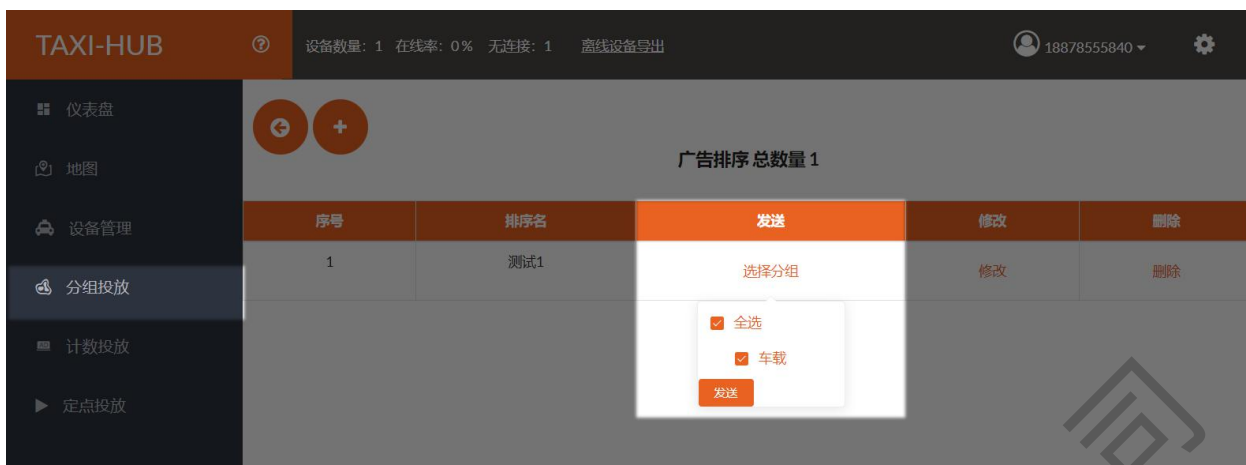 TAXI-HUB 设备数量：1 在线率：0% 无连接：1 离线设备导出 18878555840
仪表盘
地图
设备管理
分组投放
计数投放
定点投放
广告排序 总数量 1
序号 排序名 发送 修改 删除
1 测试1 选择分组 修改 删除
全选
车载
发送